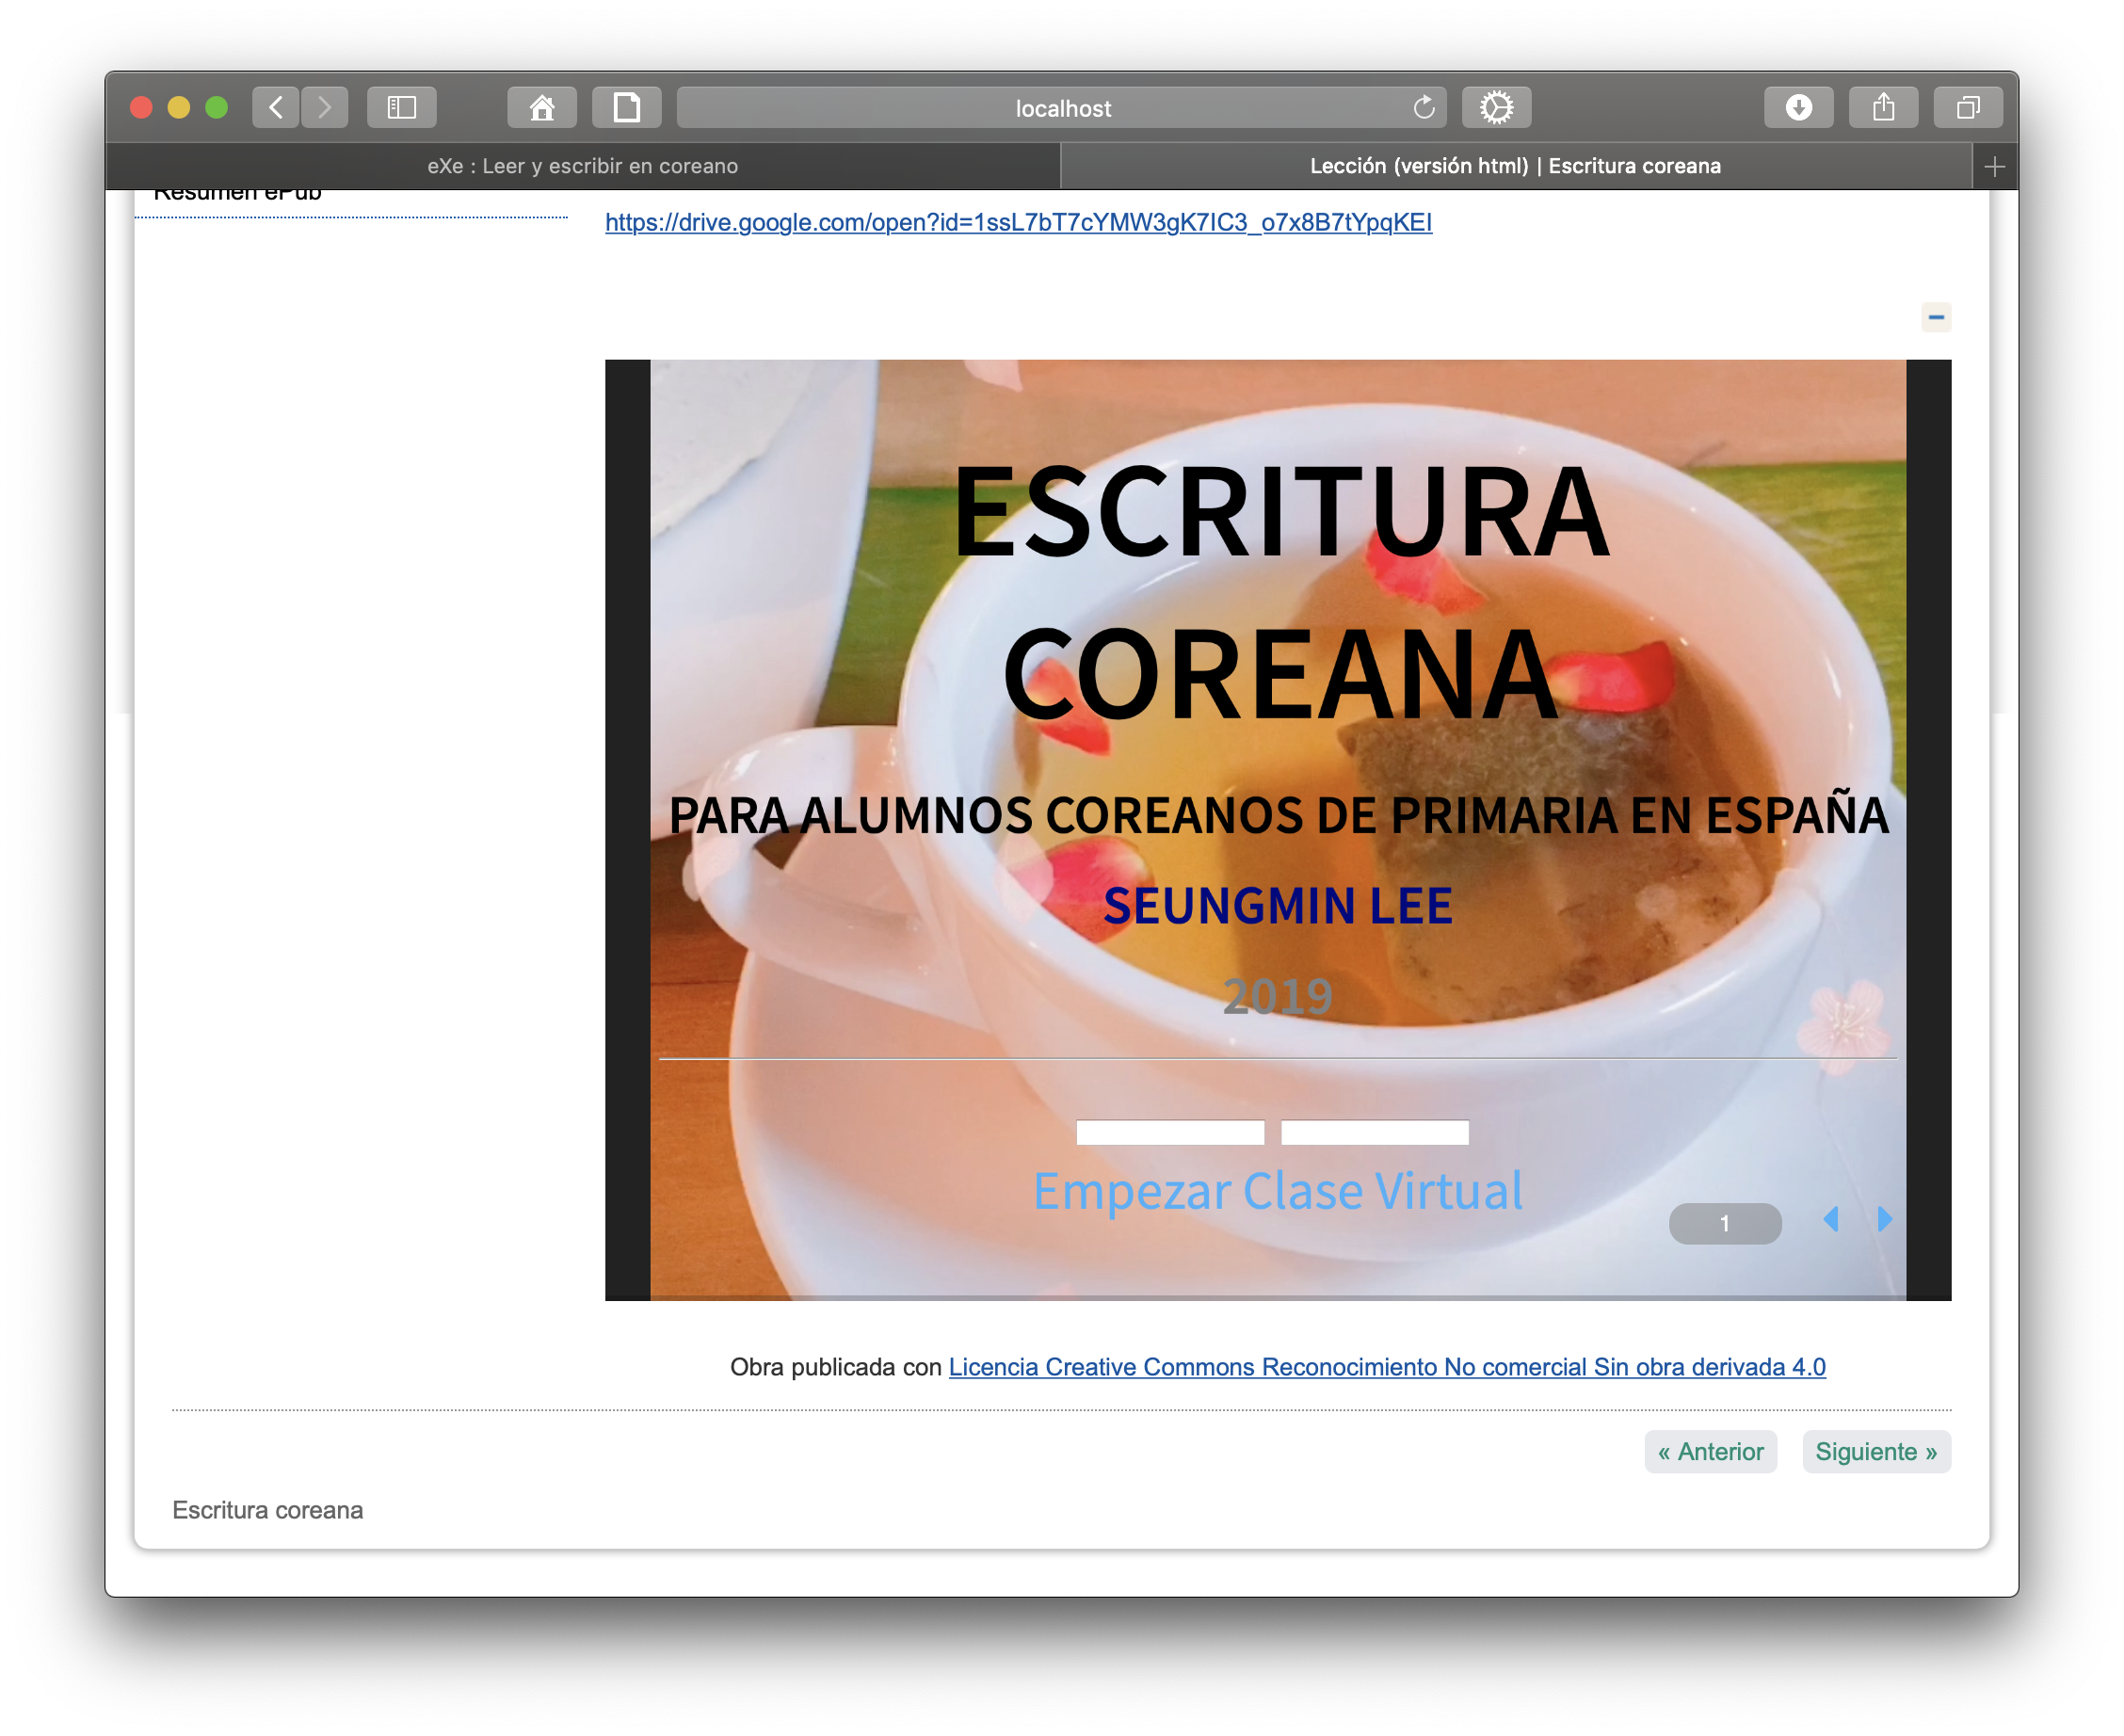 localhost
eXe : Leer y escribir en coreano
Lección (versión html) | Escritura coreana
Resumen ePub
https://drive.google.com/open?id=1ssL7bT7cYMW3gK7IC3_o7x8B7tYpqKEI
ESCRITURA
COREANA
PARA ALUMNOS COREANOS DE PRIMARIA EN ESPAÑA
SEUNGMIN LEE
2019
Empezar Clase Virtual
1
Obra publicada con Licencia Creative Commons Reconocimiento No comercial Sin obra derivada 4.0
« Anterior
Siguiente »
Escritura coreana